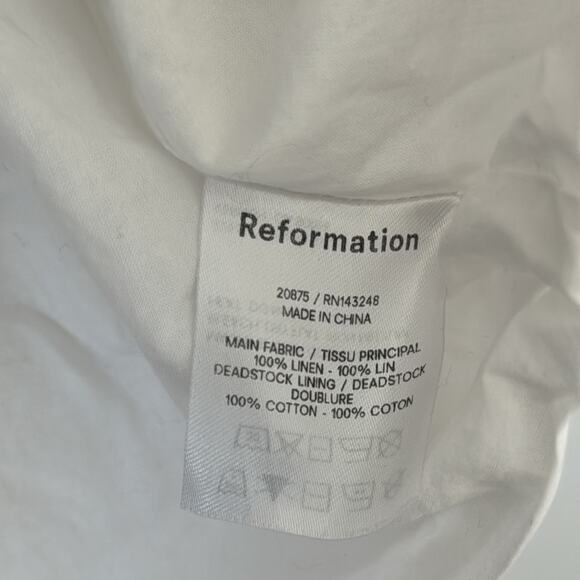 Reformation
20875 / RN143248
MADE IN CHINA
MAIN FABRIC / TISSU PRINCIPAL
100% LINEN - 100% LIN
DEADSTOCK LINING / DEADSTOCK
DOUBLURE
100% COTTON - 100% COTON